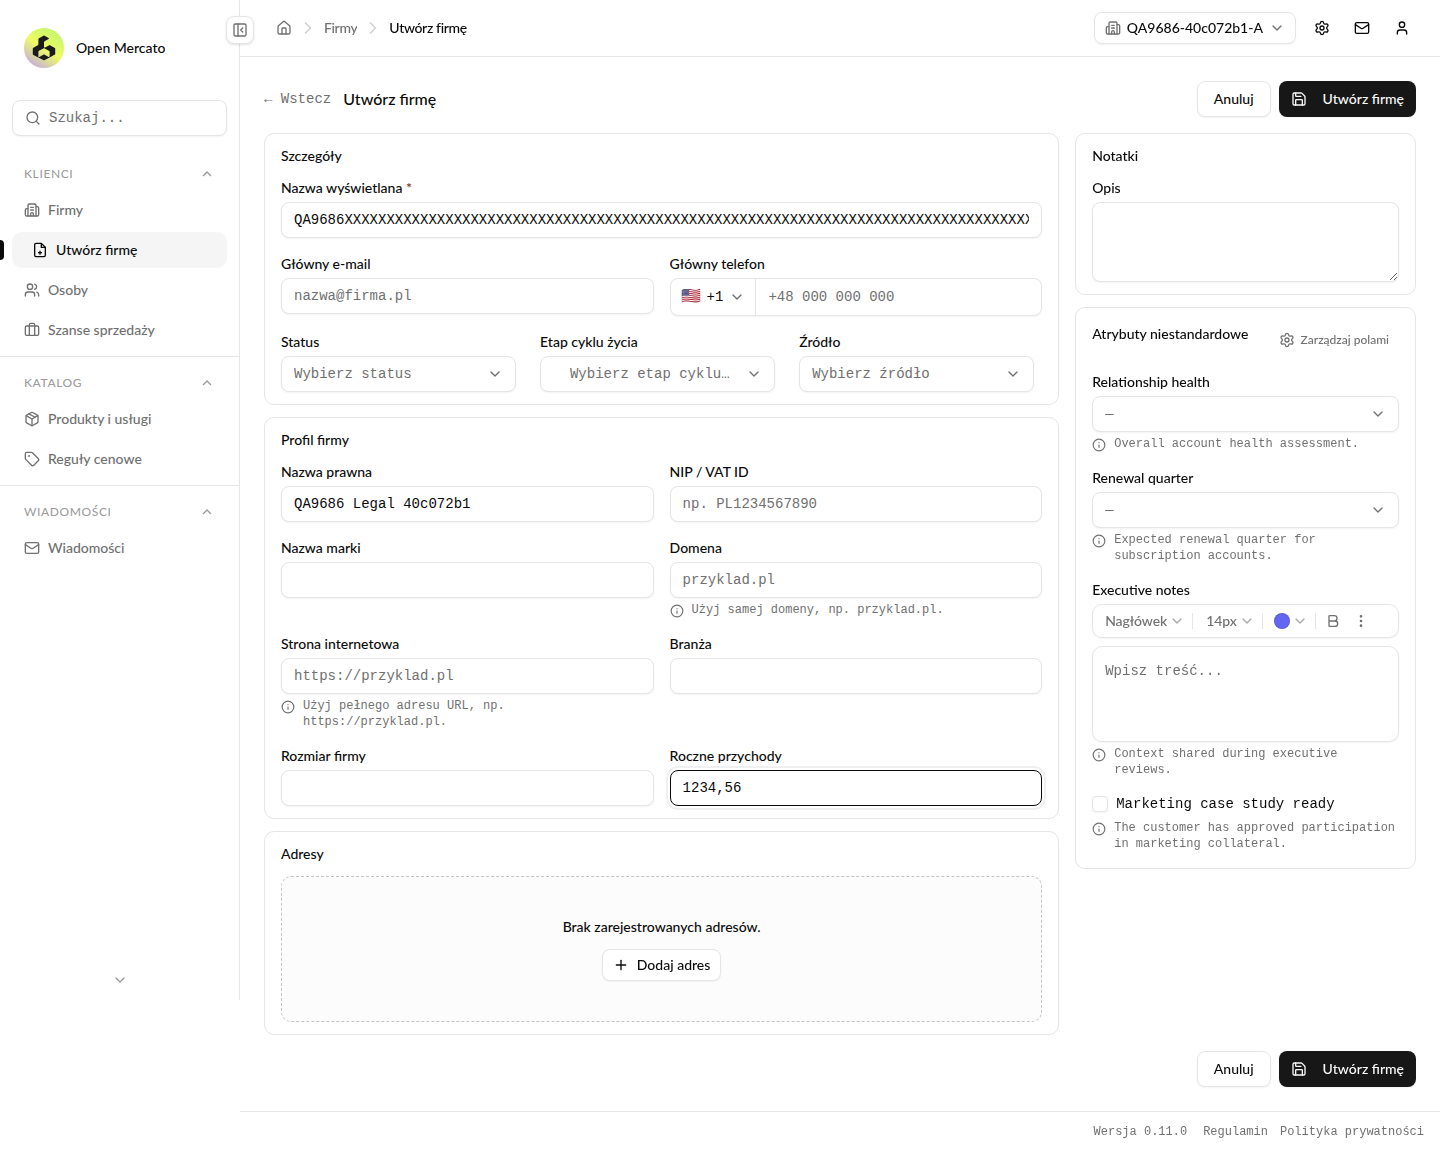 Open Mercato
Firmy
Utwórz firmę
QA9686-40c072b1-A
Szukaj...
← Wstecz
Utwórz firmę
Anuluj
Utwórz firmę
KLIENCI
Firmy
Utwórz firmę
Osoby
Szanse sprzedaży
KATALOG
Produkty i usługi
Reguły cenowe
WIADOMOŚCI
Wiadomości
Szczegóły
Nazwa wyświetlana *
Główny e-mail
Główny telefon
nazwa@firma.pl
+1
+48 000 000 000
Status
Etap cyklu życia
Źródło
Wybierz status
Wybierz etap cyklu…
Wybierz źródło
Profil firmy
Nazwa prawna
NIP / VAT ID
QA9686 Legal 40c072b1
np. PL1234567890
Nazwa marki
Domena
przyklad.pl
Użyj samej domeny, np. przyklad.pl.
Strona internetowa
Branża
https://przyklad.pl
Użyj pełnego adresu URL, np.
https://przyklad.pl.
Rozmiar firmy
Roczne przychody
1234,56
Adresy
Brak zarejestrowanych adresów.
Dodaj adres
Notatki
Opis
Atrybuty niestandardowe
Zarządzaj polami
Relationship health
—
Overall account health assessment.
Renewal quarter
—
Expected renewal quarter for
subscription accounts.
Executive notes
Nagłówek
14px
B
Wpisz treść...
Context shared during executive
reviews.
Marketing case study ready
The customer has approved participation
in marketing collateral.
Anuluj
Utwórz firmę
Wersja 0.11.0
Regulamin
Polityka prywatności